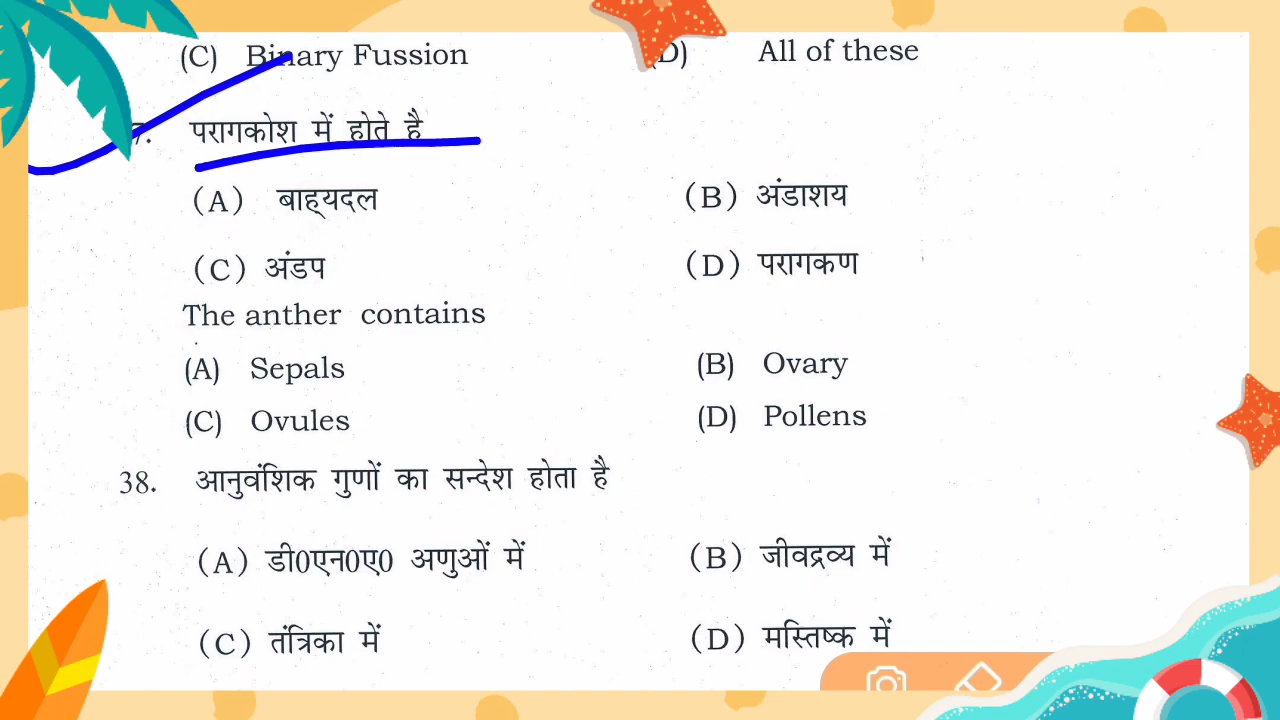 (C) Binary Fussion (D) All of these
7. परागकोश में होते है
(A) बाह्यदल (B) अंडाशय
(C) अंडप (D) परागकण
The anther contains
(A) Sepals (B) Ovary
(C) Ovules (D) Pollens
38. आनुवंशिक गुणों का सन्देश होता है
(A) डी0एन0ए0 अणुओं में (B) जीवद्रव्य में
(C) तंत्रिका में (D) मस्तिष्क में